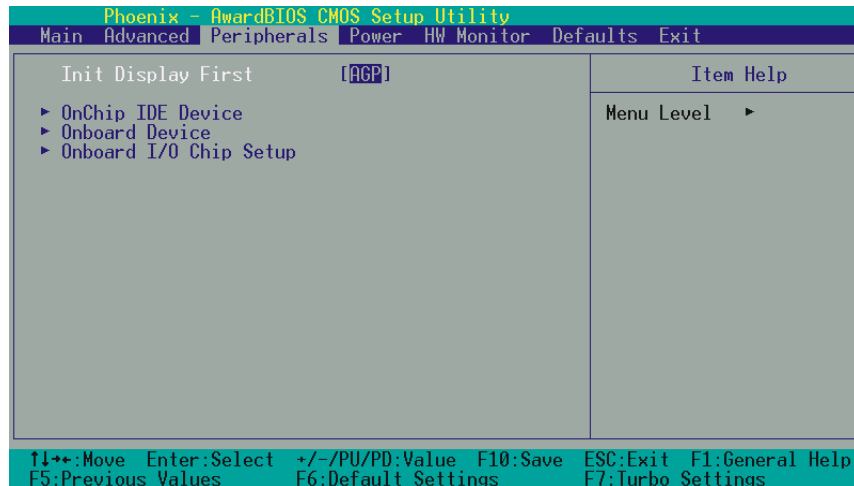 Phoenix - AwardBIOS CMOS Setup Utility
Main Advanced Peripherals Power HW Monitor Defaults Exit
Init Display First [AGP]
Item Help
► OnChip IDE Device
► Onboard Device
► Onboard I/O Chip Setup
Menu Level ►
↑↓→←:Move Enter:Select +/-/PU/PD:Value F10:Save ESC:Exit F1:General Help
F5:Previous Values F6:Default Settings F7:Turbo Settings